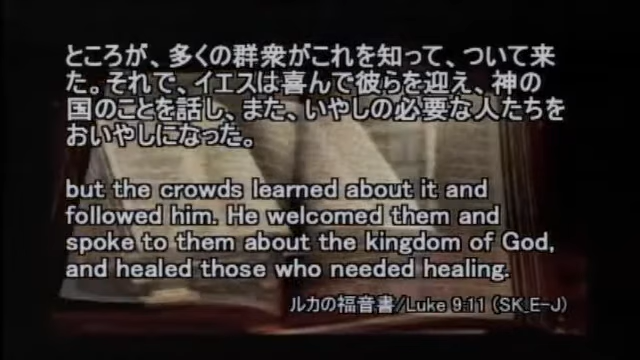 ところが、多くの群衆がこれを知って、ついて来
た。それで、イエスは喜んで彼らを迎え、神の
国のことを話し、また、いやしの必要な人たちを
おいやしになった。
but the crowds learned about it and
followed him. He welcomed them and
spoke to them about the kingdom of God,
and healed those who needed healing.
ルカの福音書/Luke 9:11 (SK_E-J)